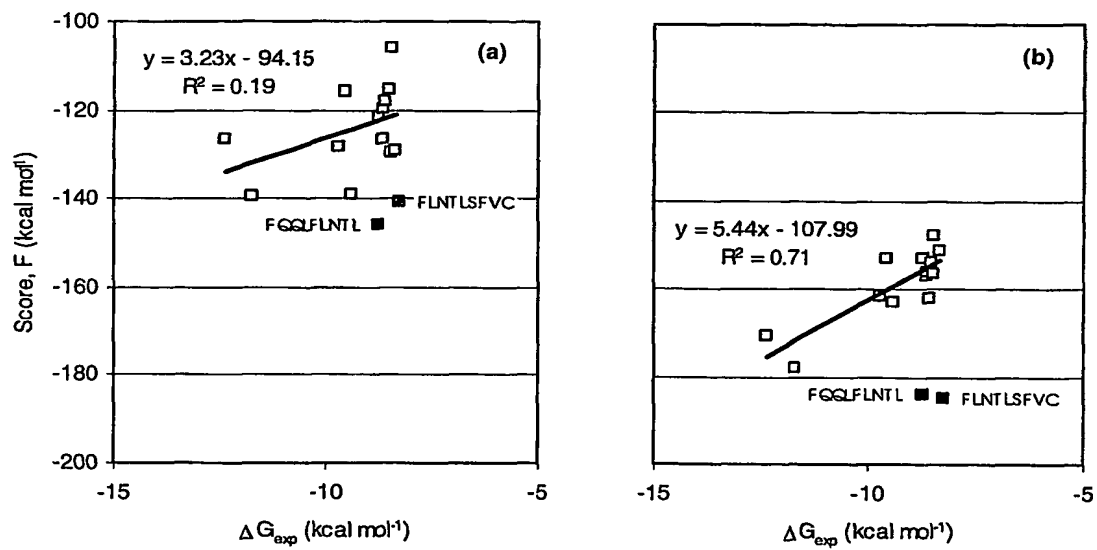 -100
-120
-140
-160
-180
-200
Score, F (kcal mol¹)
(a)
y = 3.23x - 94.15
R² = 0.19
FLNTLSFVC
FQQLFLNTL
-15
-10
-5
ΔG_exp (kcal mol⁻¹)
(b)
y = 5.44x - 107.99
R² = 0.71
FQQLFLNTL
FLNTLSFVC
-15
-10
-5
ΔG_exp (kcal mol⁻¹)